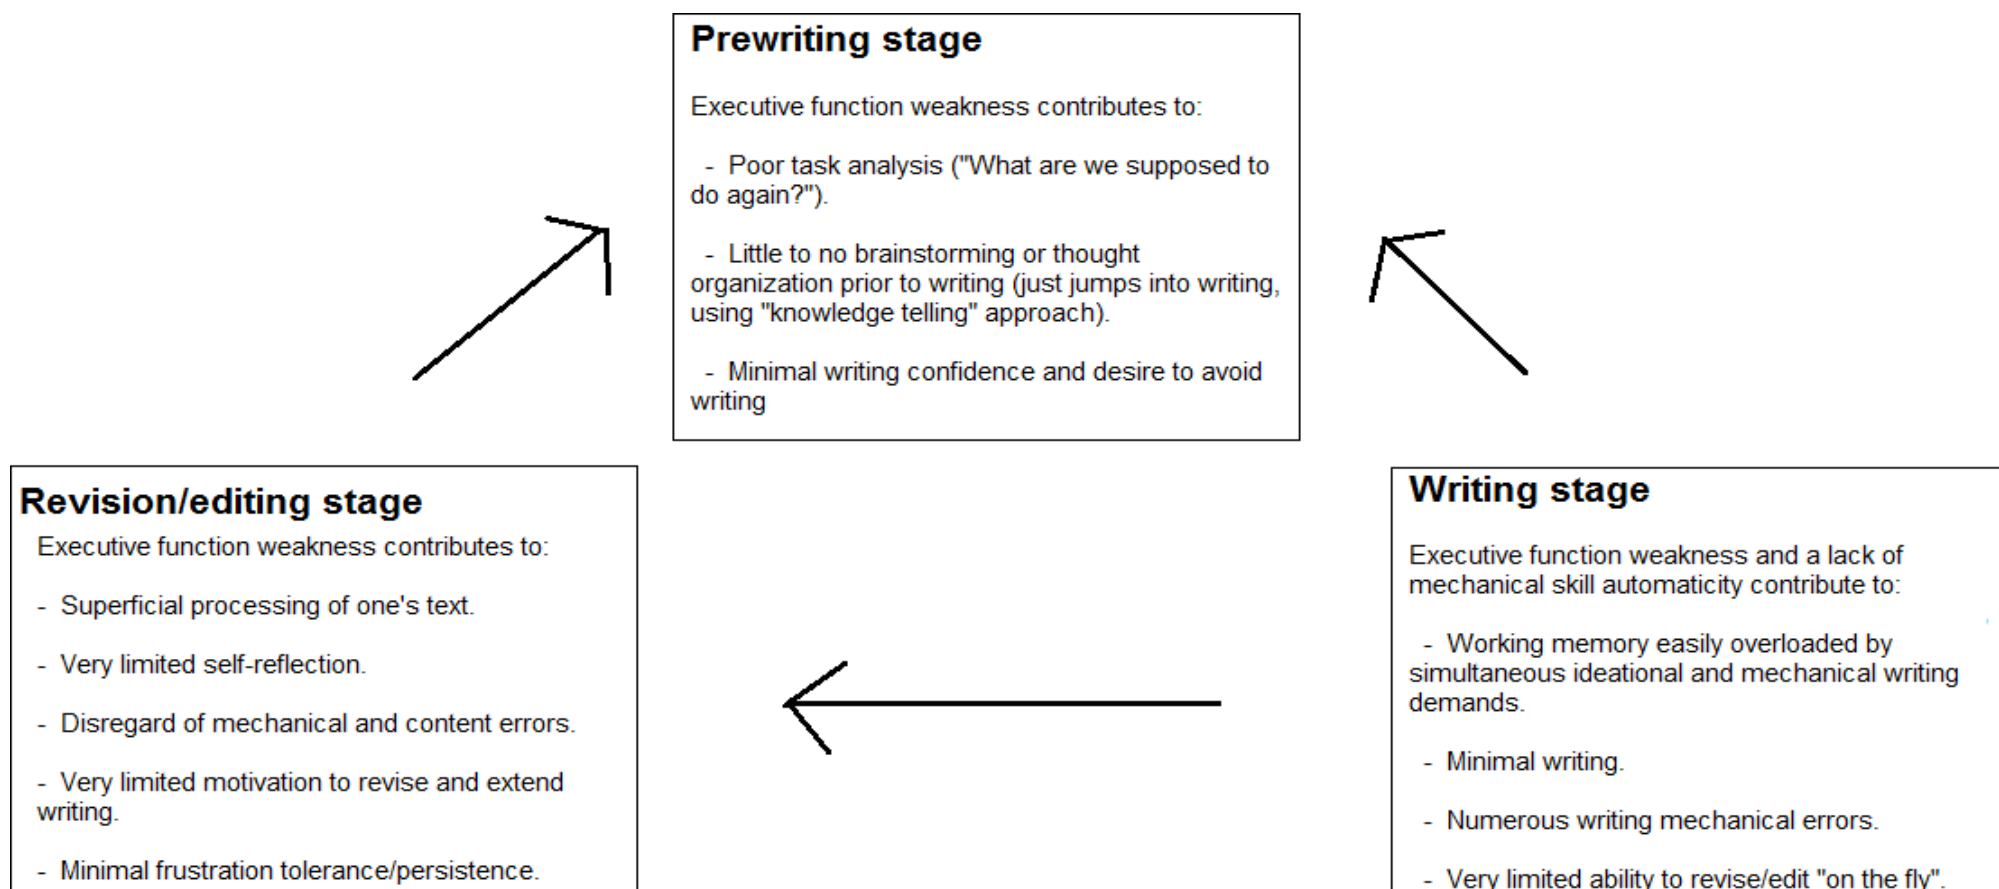 Prewriting stage
Executive function weakness contributes to:
- Poor task analysis ("What are we supposed to
do again?").
- Little to no brainstorming or thought
organization prior to writing (just jumps into writing,
using "knowledge telling" approach).
- Minimal writing confidence and desire to avoid
writing
Revision/editing stage
Executive function weakness contributes to:
- Superficial processing of one's text.
- Very limited self-reflection.
- Disregard of mechanical and content errors.
- Very limited motivation to revise and extend
writing.
- Minimal frustration tolerance/persistence.
Writing stage
Executive function weakness and a lack of
mechanical skill automaticity contribute to:
- Working memory easily overloaded by
simultaneous ideational and mechanical writing
demands.
- Minimal writing.
- Numerous writing mechanical errors.
- Very limited ability to revise/edit "on the fly".